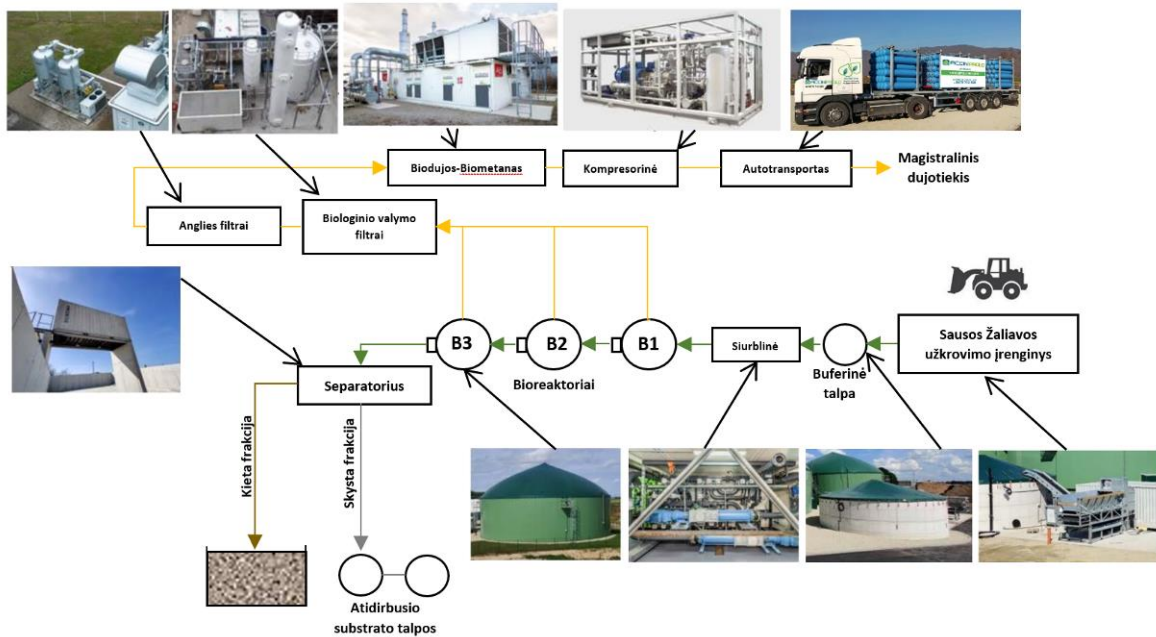 Biodujos-Biometanas
Kompresorinė
Autotransportas
Magistralinis
dujotiekis
Anglies filtrai
Biologinio valymo
filtrai
B3
B2
B1
Siurblinė
Sausos Žaliavos
užkrovimo įrenginys
Bioreaktoriai
Buferinė
talpa
Separatorius
Kieta frakcija
Skysta frakcija
Atidirbusio
substrato talpos